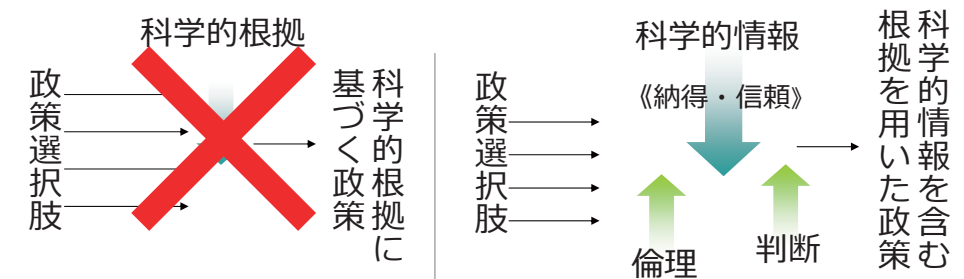 科学的根拠
政策選択肢
科学的根拠に
基づく政策
科学的情報
《納得・信頼》
政策選択肢
倫理
判断
科学的情報を含む
根拠を用いた政策